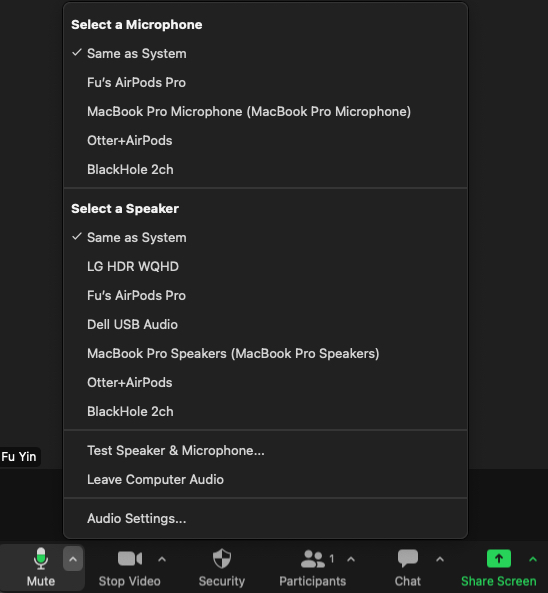 Select a Microphone
Same as System
Fu's AirPods Pro
MacBook Pro Microphone (MacBook Pro Microphone)
Otter+AirPods
BlackHole 2ch
Select a Speaker
Same as System
LG HDR WQHD
Fu's AirPods Pro
Dell USB Audio
MacBook Pro Speakers (MacBook Pro Speakers)
Otter+AirPods
BlackHole 2ch
Test Speaker & Microphone...
Leave Computer Audio
Audio Settings...
Fu Yin
1
Mute Stop Video Security Participants Chat Share Screen